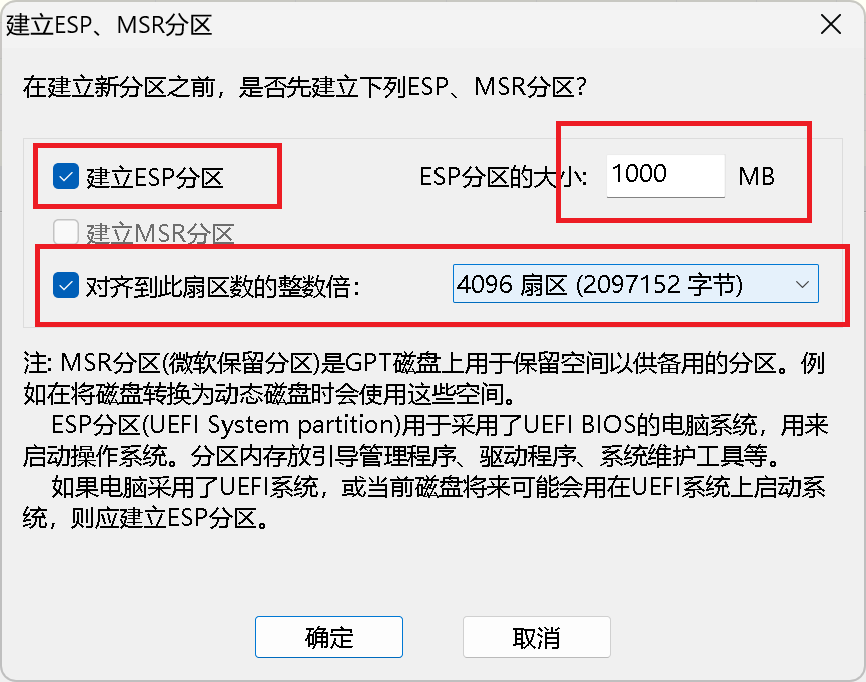 建立ESP、MSR分区
在建立新分区之前，是否先建立下列ESP、MSR分区？
建立ESP分区 ESP分区的大小: 1000 MB
建立MSR分区
对齐到此扇区数的整数倍: 4096 扇区 (2097152 字节)
注: MSR分区(微软保留分区)是GPT磁盘上用于保留空间以供备用的分区。例
如在将磁盘转换为动态磁盘时会使用这些空间。
ESP分区(UEFI System partition)用于采用了UEFI BIOS的电脑系统，用来
启动操作系统。分区内存放引导管理程序、驱动程序、系统维护工具等。
如果电脑采用了UEFI系统，或当前磁盘将来可能会用在UEFI系统上启动系
统，则应建立ESP分区。
确定 取消